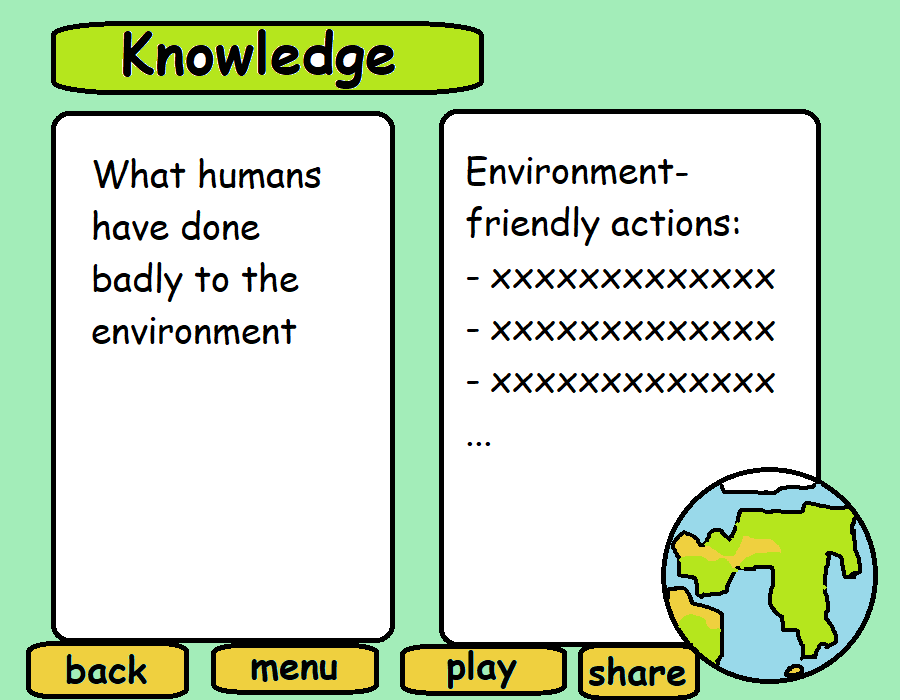 Knowledge
What humans
have done
badly to the
environment
Environment-
friendly actions:
- xxxxxxxxxxxxx
- xxxxxxxxxxxxx
- xxxxxxxxxxxxx
...
back
menu
play
share